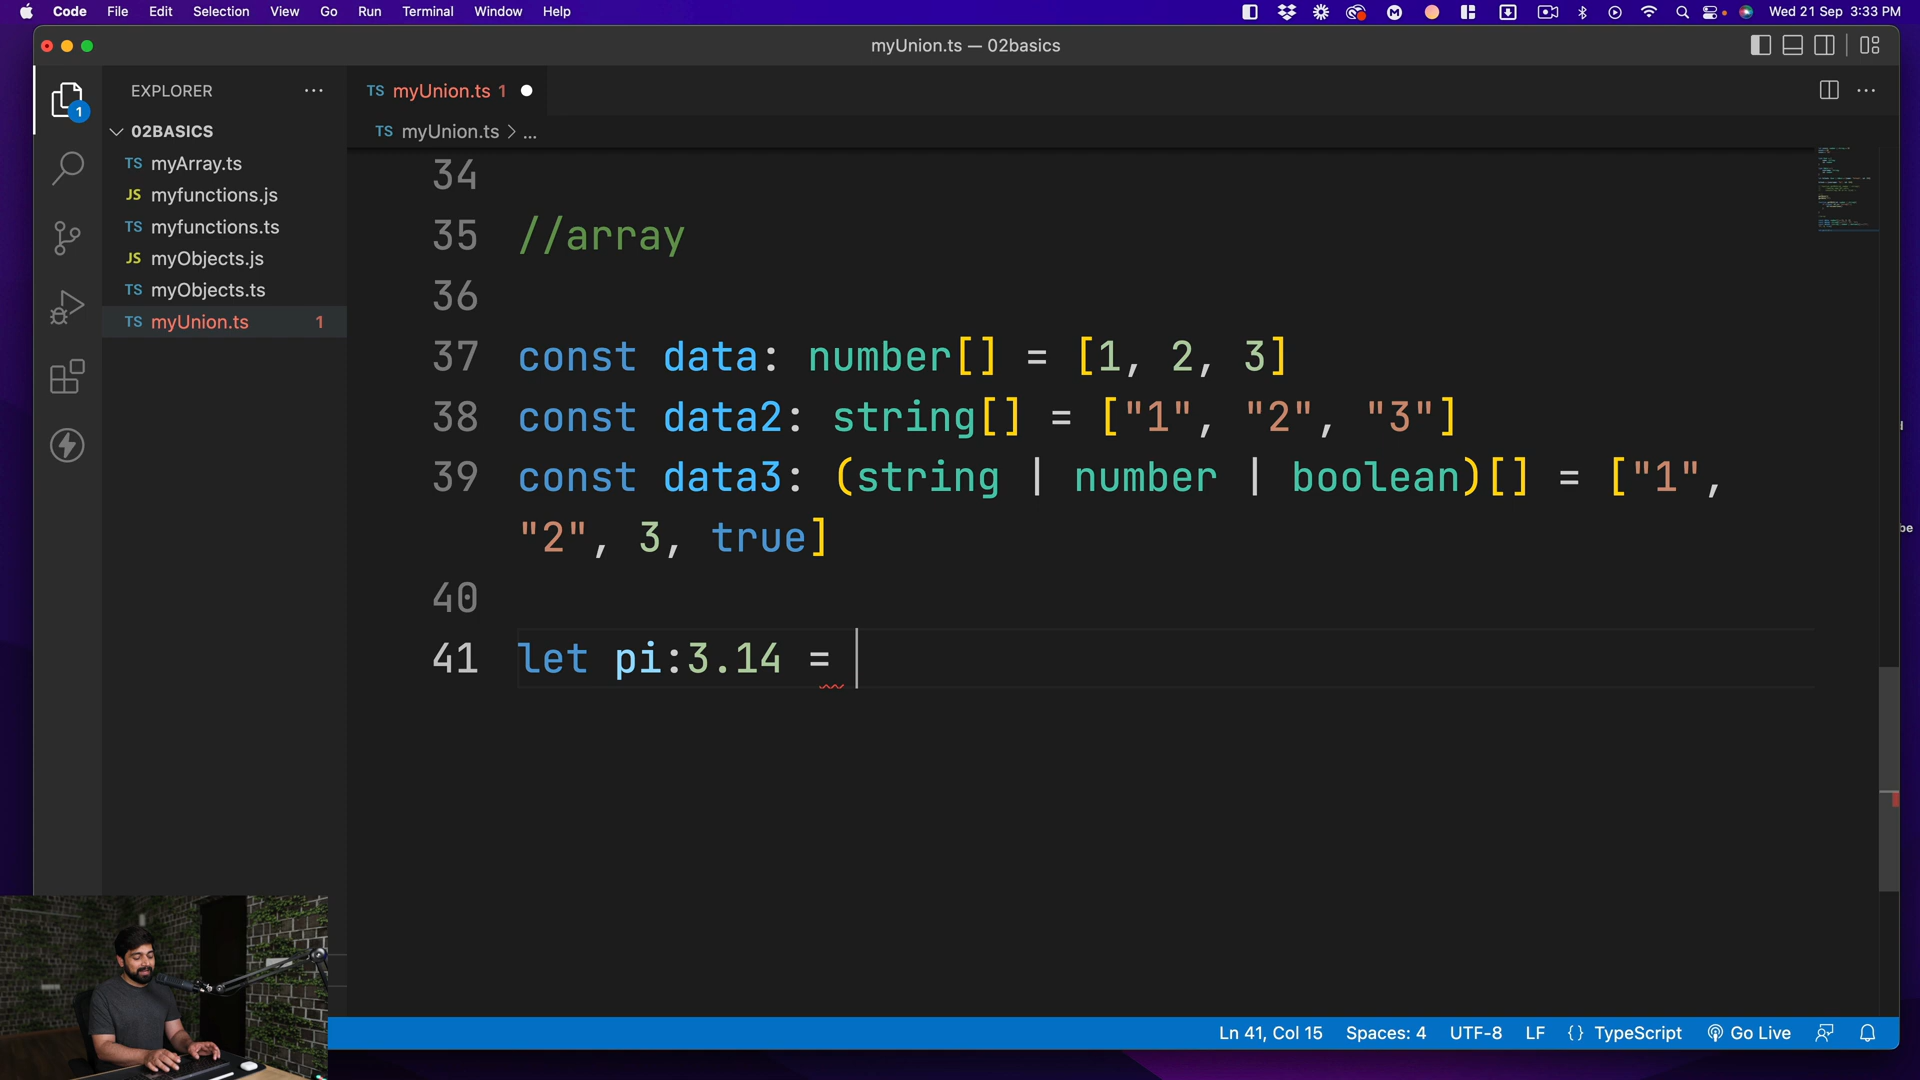 Code File Edit Selection View Go Run Terminal Window Help Wed 21 Sep 3:33 PM
myUnion.ts — 02basics
EXPLORER ...
TS myUnion.ts 1
1
02BASICS
TS myUnion.ts > ...
TS myArray.ts
JS myfunctions.js
TS myfunctions.ts
JS myObjects.js
TS myObjects.ts
TS myUnion.ts 1
34
35 //array
36
37 const data: number[] = [1, 2, 3]
38 const data2: string[] = ["1", "2", "3"]
39 const data3: (string | number | boolean)[] = ["1",
"2", 3, true]
40
41 let pi:3.14 =
be
Ln 41, Col 15 Spaces: 4 UTF-8 LF {} TypeScript Go Live